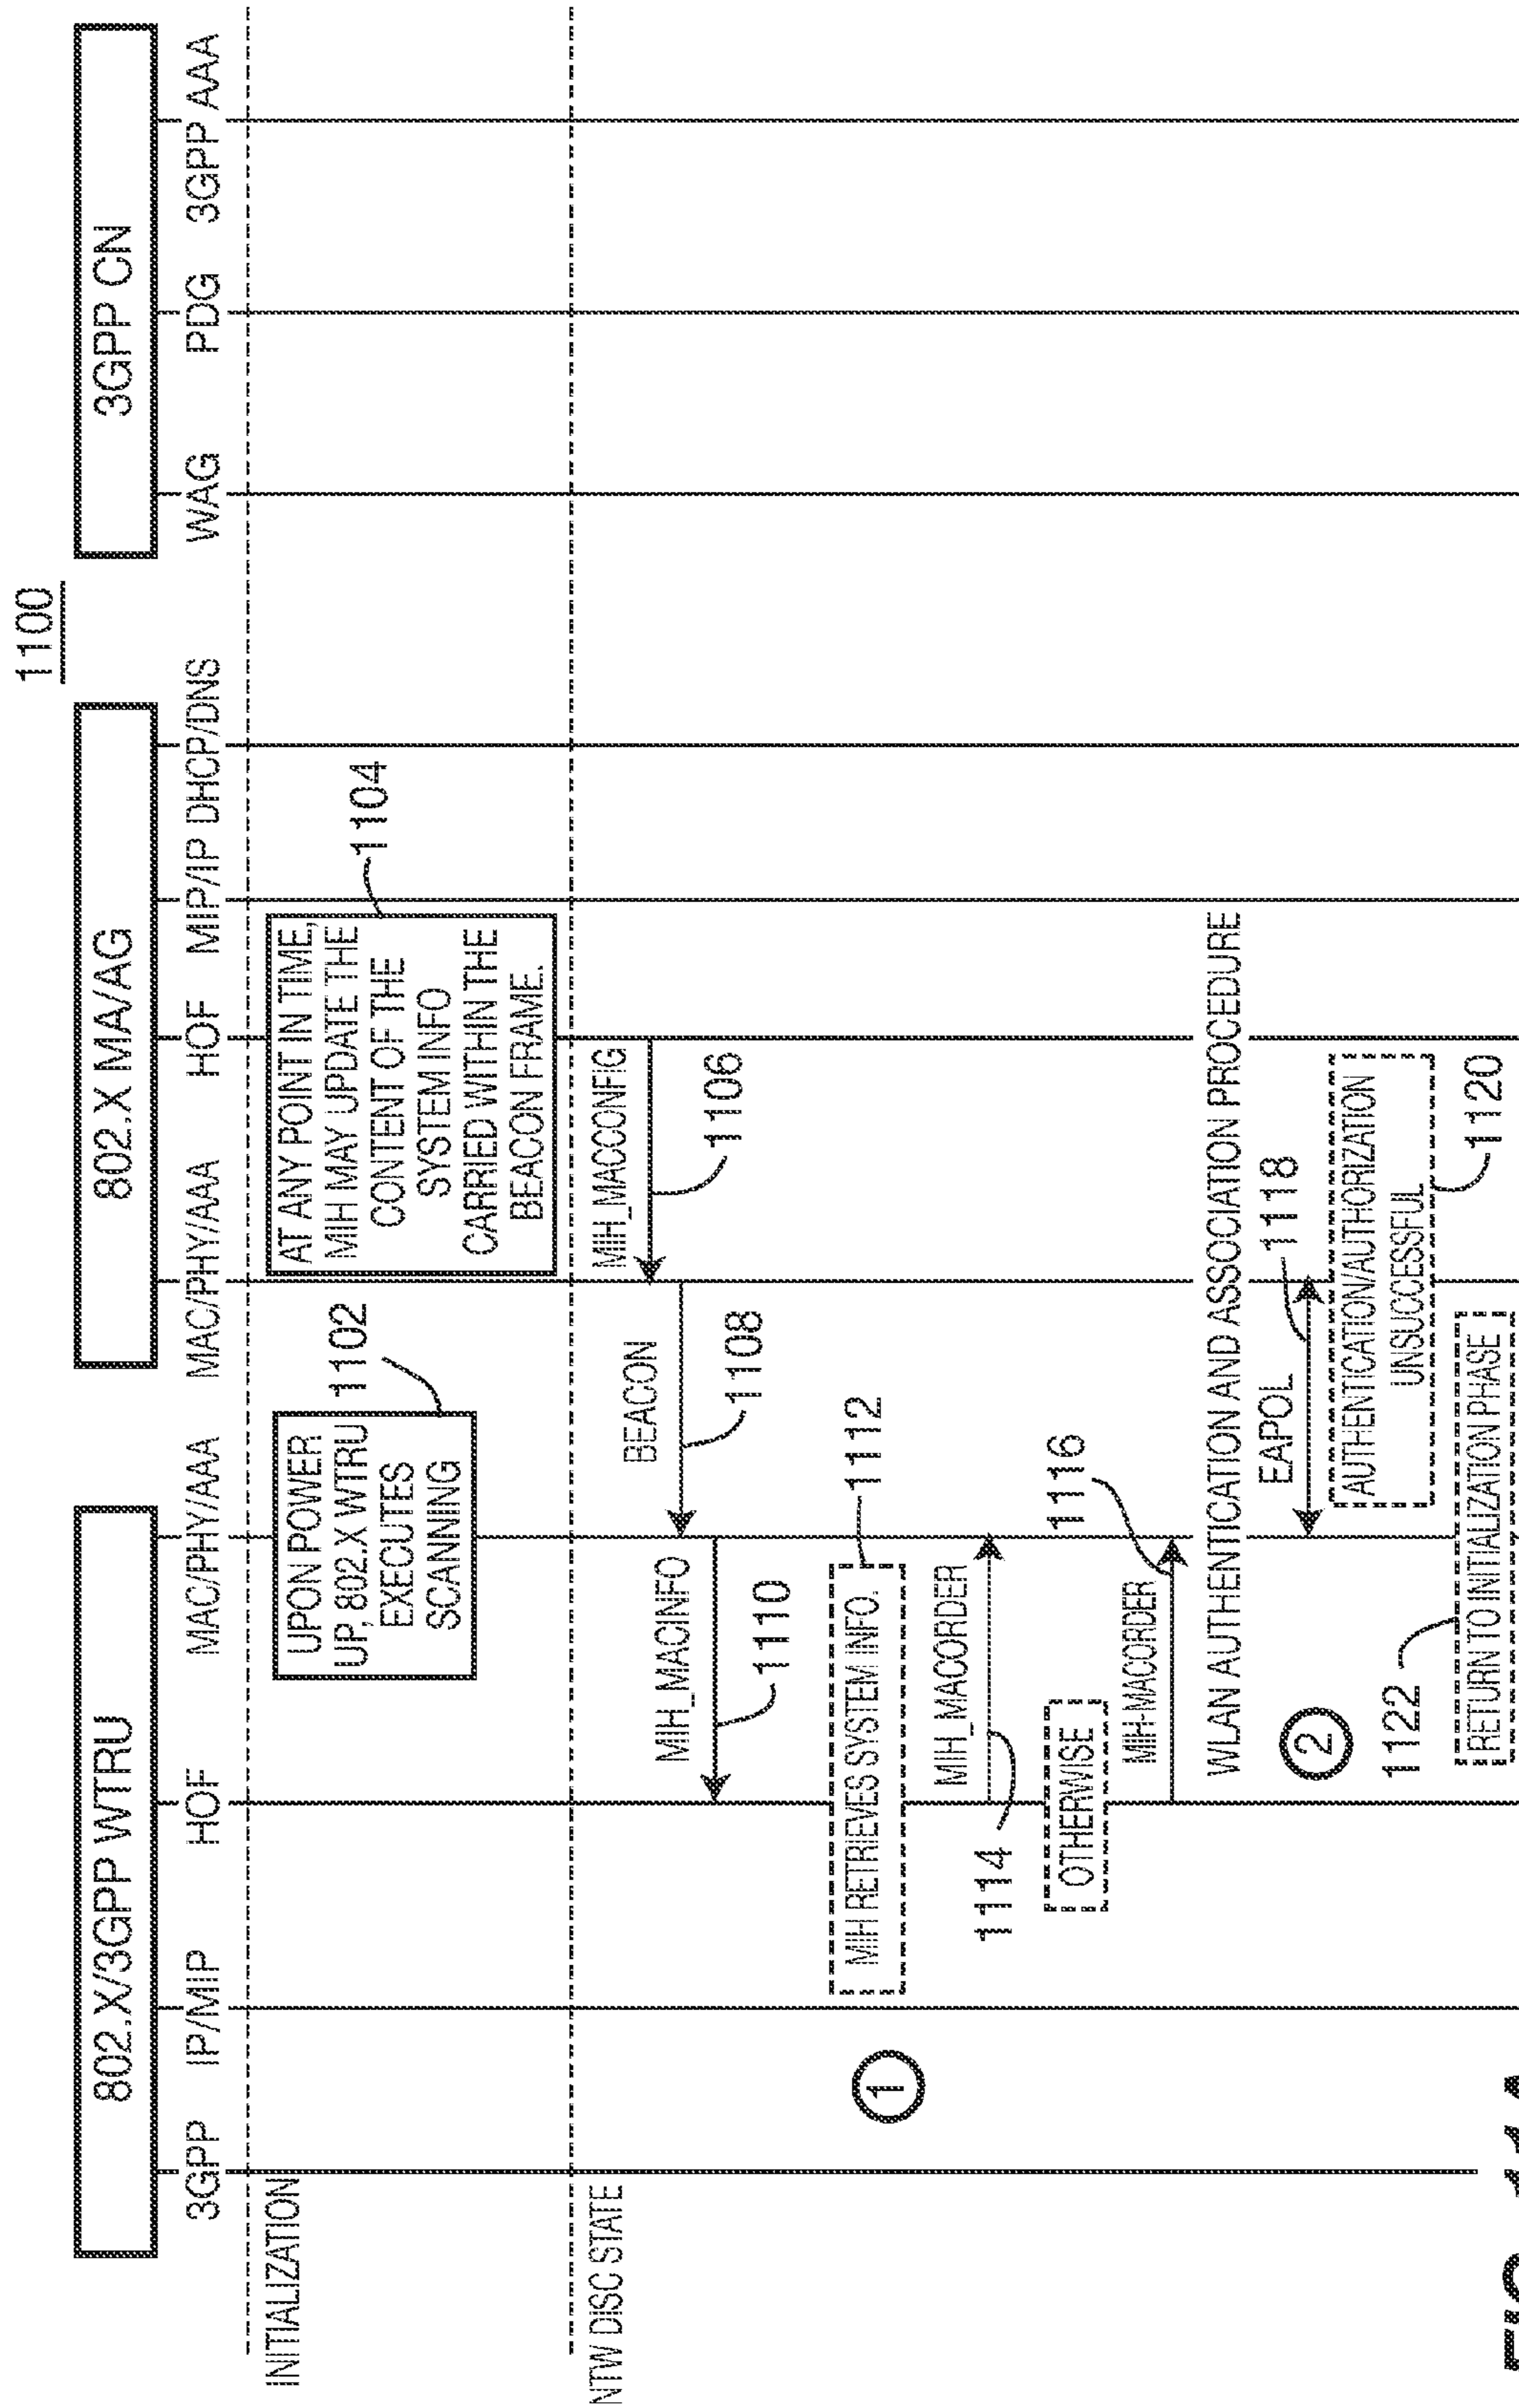 1100
802.X/3GPP WTRU
802.X MA/AG
3GPP CN
3GPP IP/MIP HOF MAC/PHY/AAA MAC/PHY/AAA HOF MIP/IP DHCP/DNS WAG PDG 3GPP AAA
INITIALIZATION
UPON POWER
UP, 802.X WTRU
EXECUTES
SCANNING
1102
AT ANY POINT IN TIME,
MIH MAY UPDATE THE
CONTENT OF THE
SYSTEM INFO
CARRIED WITHIN THE
BEACON FRAME.
1104
NTW DISC STATE
MIH_MACCONFIG
1106
BEACON
1108
MIH_MACINFO
1110
1
MIH RETRIEVES SYSTEM INFO.
1112
MIH_MACORDER
1114
OTHERWISE
MIH-MACORDER
1116
WLAN AUTHENTICATION AND ASSOCIATION PROCEDURE
2
EAPOL
1118
AUTHENTICATION/AUTHORIZATION
UNSUCCESSFUL
1120
1122
RETURN TO INITIALIZATION PHASE